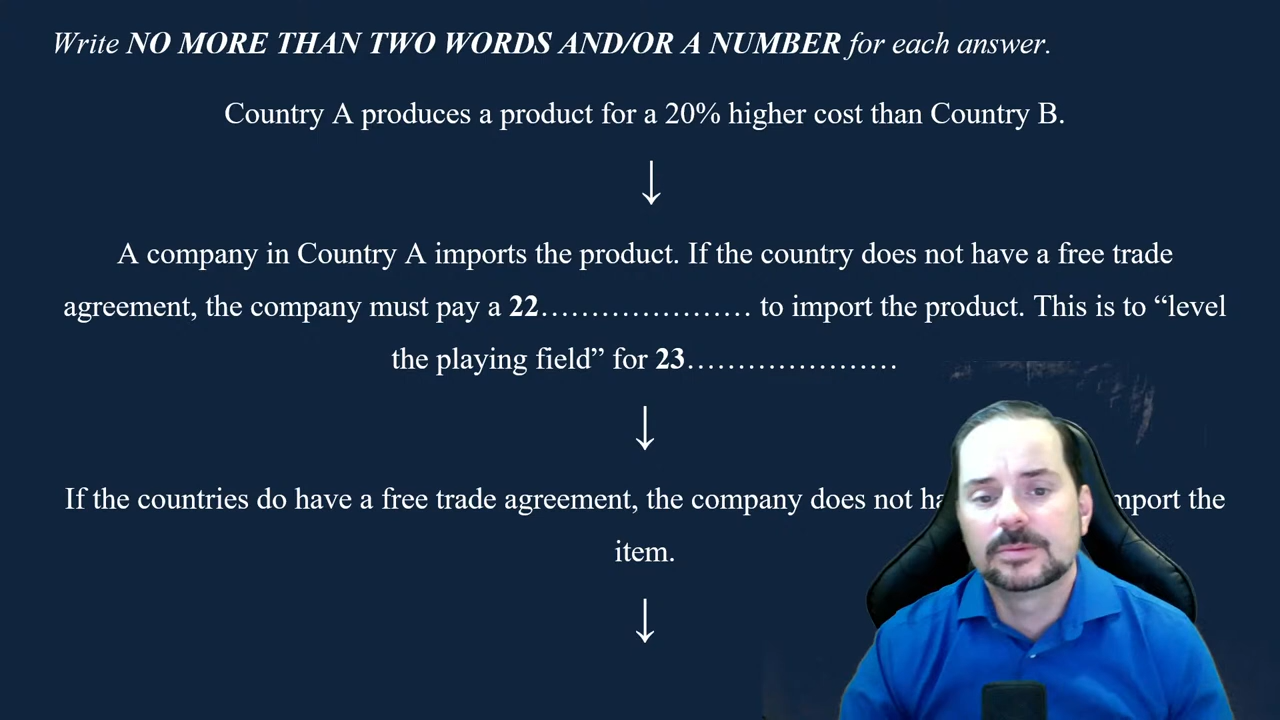 Write NO MORE THAN TWO WORDS AND/OR A NUMBER for each answer.
Country A produces a product for a 20% higher cost than Country B.
↓
A company in Country A imports the product. If the country does not have a free trade
agreement, the company must pay a 22………………… to import the product. This is to “level
the playing field” for 23…………………
↓
If the countries do have a free trade agreement, the company does not import the
item.
↓